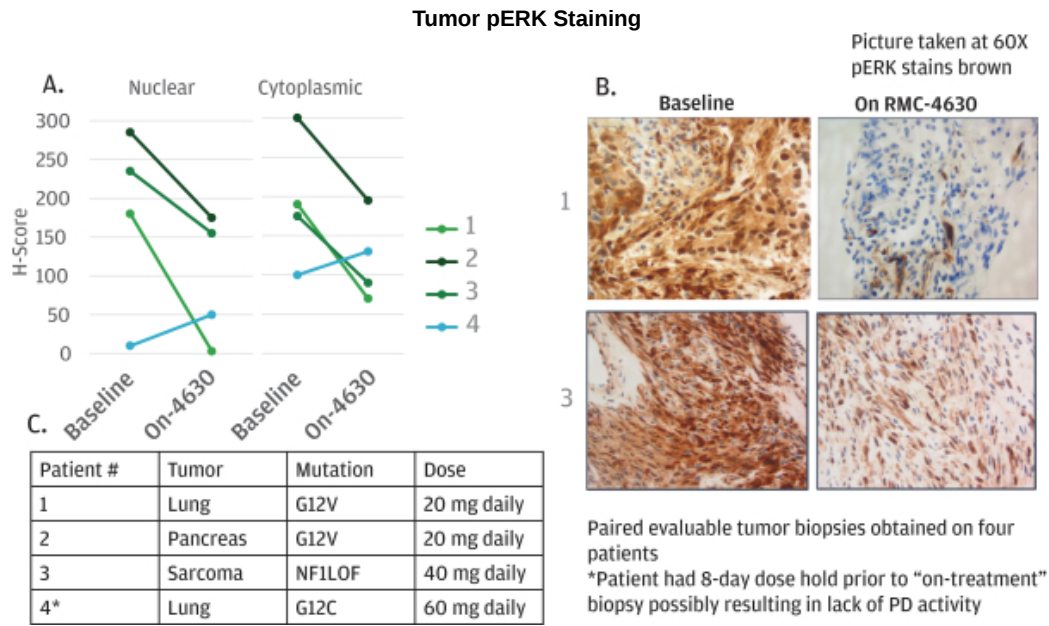 Tumor pERK Staining
A.
Nuclear
Cytoplasmic
H-Score
300
250
200
150
100
50
0
Baseline
On-4630
Baseline
On-4630
1
2
3
4
B.
Picture taken at 60X
pERK stains brown
Baseline
On RMC-4630
1
3
C.
Patient # Tumor Mutation Dose
1 Lung G12V 20 mg daily
2 Pancreas G12V 20 mg daily
3 Sarcoma NF1LOF 40 mg daily
4* Lung G12C 60 mg daily
Paired evaluable tumor biopsies obtained on four
patients
*Patient had 8-day dose hold prior to “on-treatment”
biopsy possibly resulting in lack of PD activity